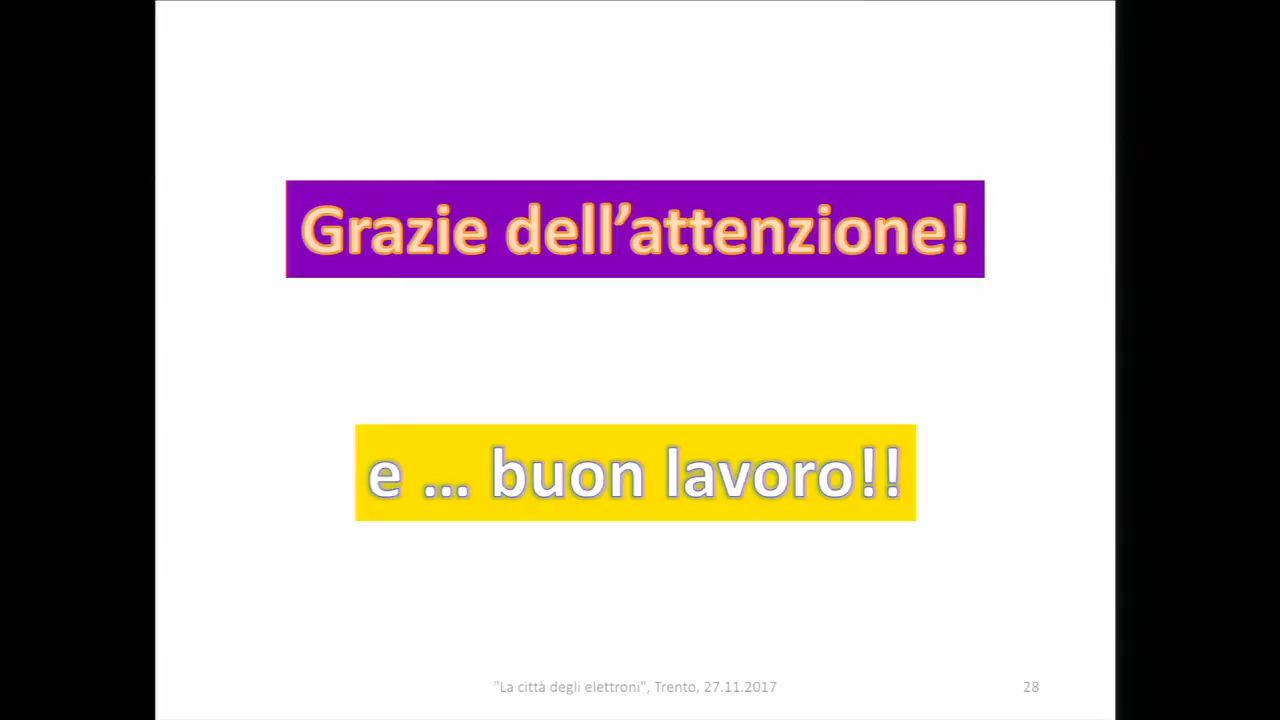 Grazie dell’attenzione!
e ... buon lavoro!!
"La città degli elettroni", Trento, 27.11.2017
28